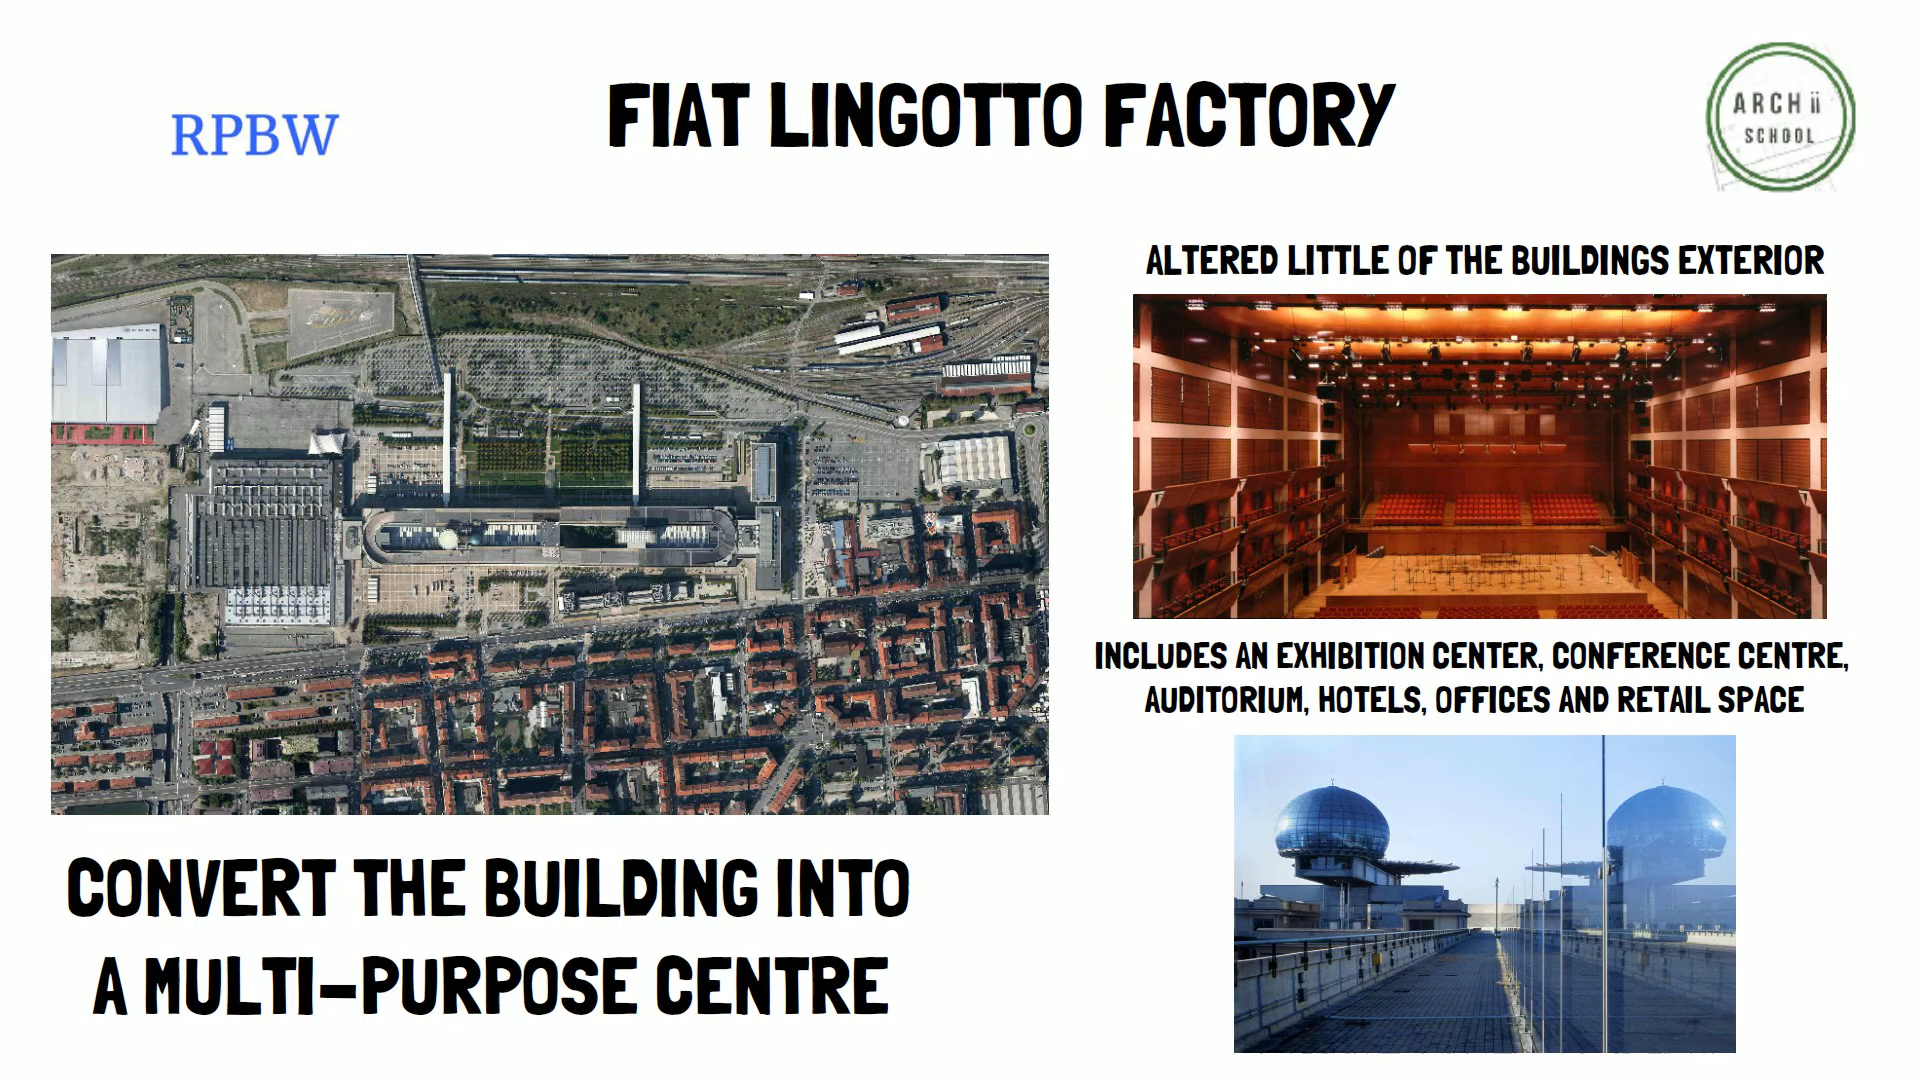 RPBW
FIAT LINGOTTO FACTORY
ARCH ii
SCHOOL
ALTERED LITTLE OF THE BUILDINGS EXTERIOR
INCLUDES AN EXHIBITION CENTER, CONFERENCE CENTRE,
AUDITORIUM, HOTELS, OFFICES AND RETAIL SPACE
CONVERT THE BUILDING INTO
A MULTI-PURPOSE CENTRE